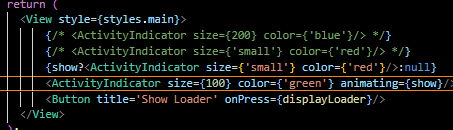 return (
<View style={styles.main}>
{/* <ActivityIndicator size={200} color={'blue'}/> */}
{/* <ActivityIndicator size={'small'} color={'red'}/> */}
{show?<ActivityIndicator size={'small'} color={'red'}/>:null}
<ActivityIndicator size={100} color={'green'} animating={show}/>
<Button title='Show Loader' onPress={displayLoader}/>
</View>
);